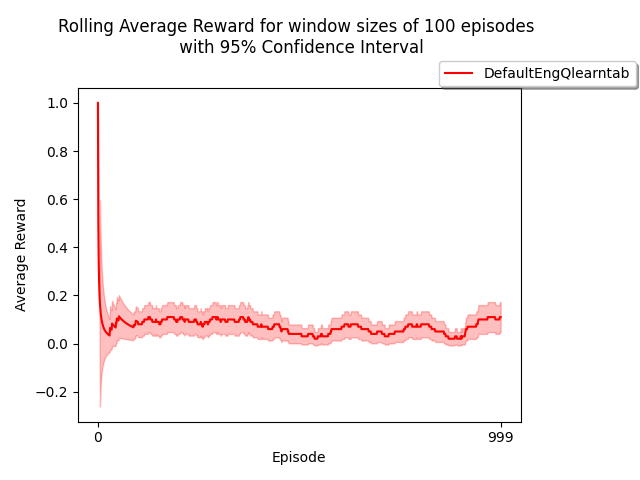 Rolling Average Reward for window sizes of 100 episodes
with 95% Confidence Interval
DefaultEngQlearntab
1.0
0.8
0.6
0.4
0.2
0.0
−0.2
Average Reward
0
999
Episode